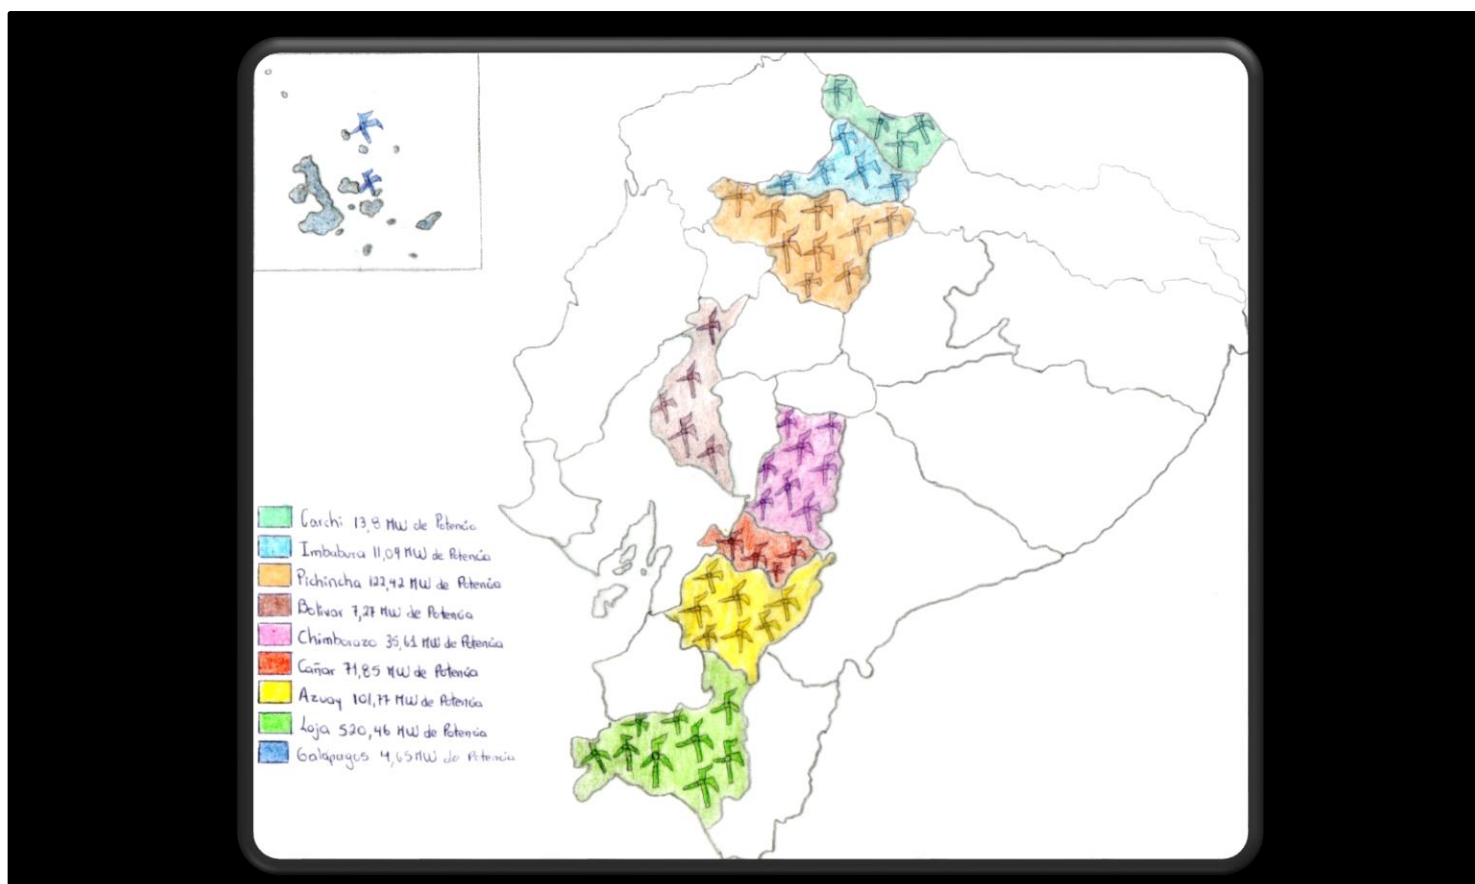 Carchi 13,8 MW de Potencia
Imbabura 11,09 MW de Potencia
Pichincha 122,42 MW de Potencia
Bolívar 7,27 MW de Potencia
Chimborazo 35,61 MW de Potencia
Cañar 71,85 MW de Potencia
Azuay 101,77 MW de Potencia
Loja 520,46 MW de Potencia
Galápagos 4,65 MW de Potencia